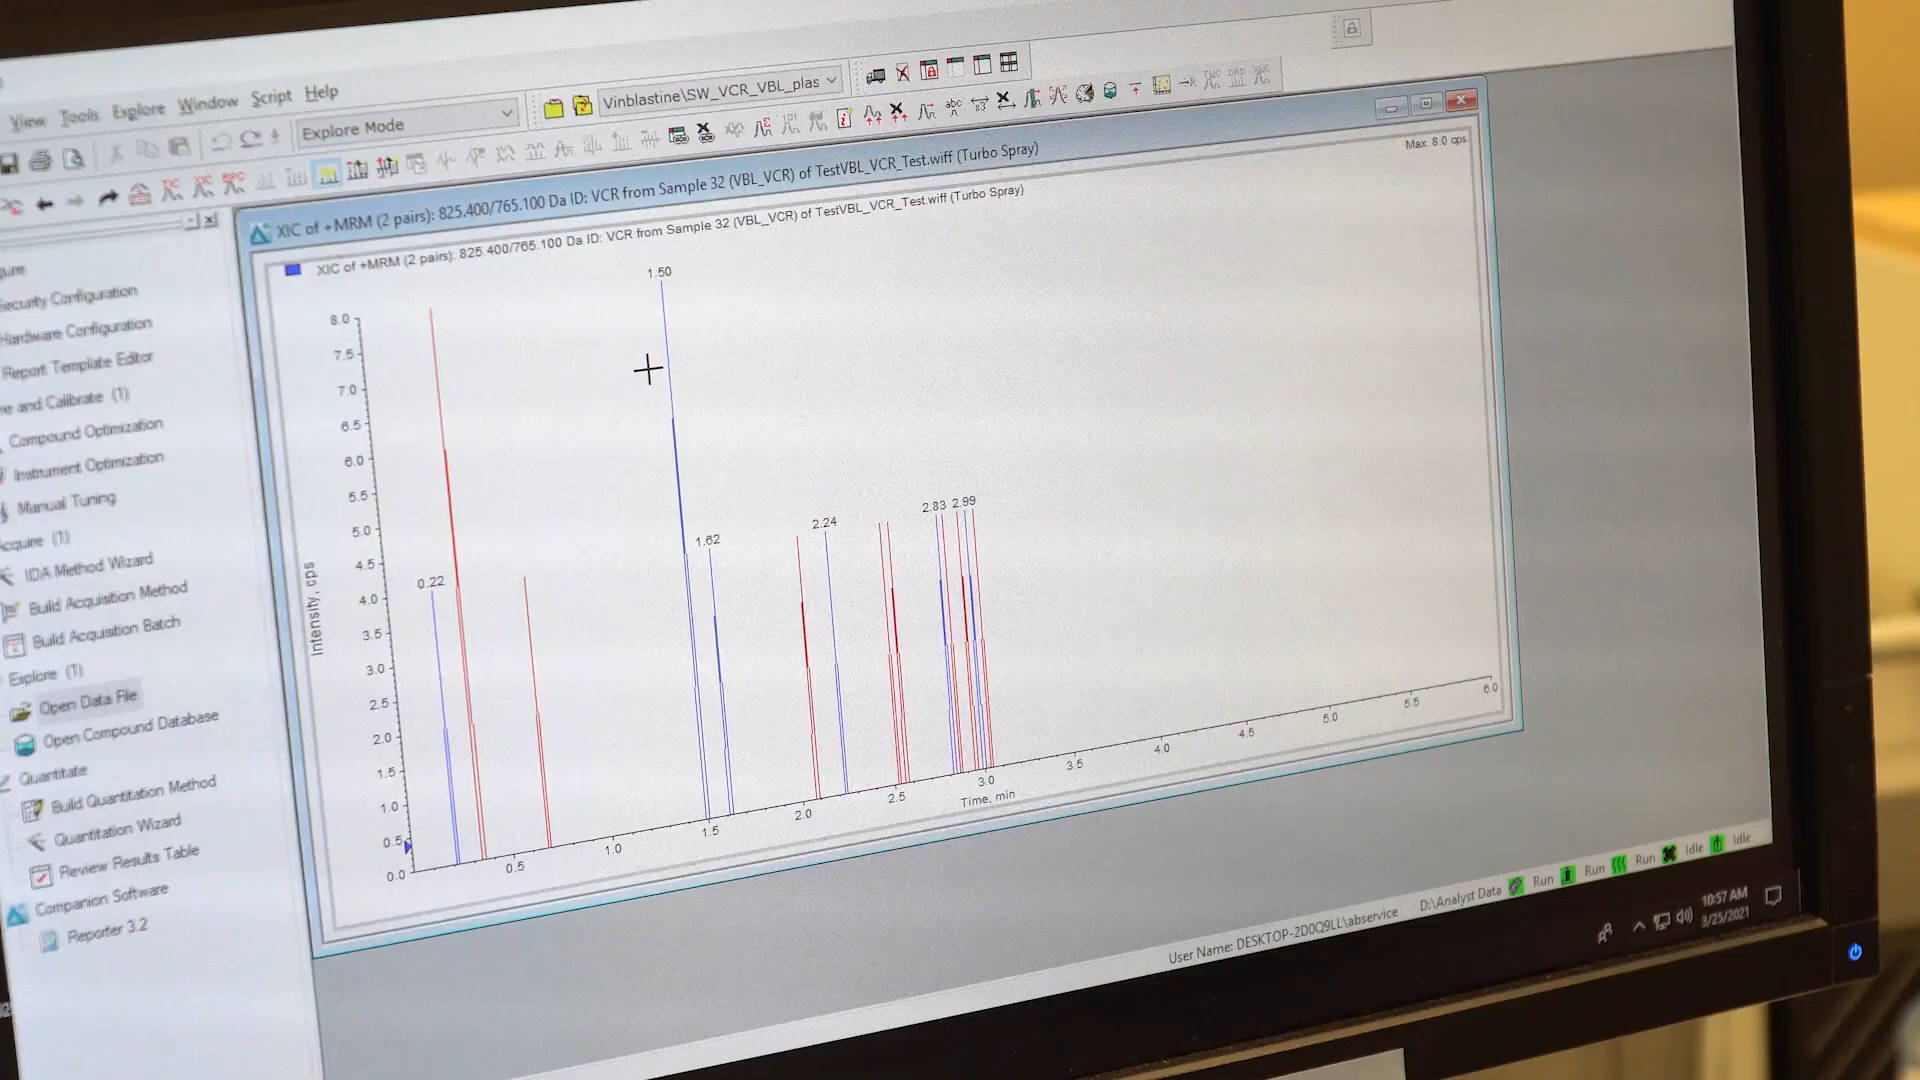 View Tools Explore Window Script Help
Explore Mode
Vinblastine\SW_VCR_VBL_plas
XIC of +MRM (2 pairs): 825.400/765.100 Da ID: VCR from Sample 32 (VBL_VCR) of TestVBL_VCR_Test.wiff (Turbo Spray)
Max. 8.0 cps.
XIC of +MRM (2 pairs): 825.400/765.100 Da ID: VCR from Sample 32 (VBL_VCR) of TestVBL_VCR_Test.wiff (Turbo Spray)
gure
Security Configuration
Hardware Configuration
Report Template Editor
ne and Calibrate (1)
Compound Optimization
Instrument Optimization
Manual Tuning
cquire (1)
IDA Method Wizard
Build Acquisition Method
Build Acquisition Batch
Explore (1)
Open Data File
Open Compound Database
Quantitate
Build Quantitation Method
Quantitation Wizard
Review Results Table
Companion Software
Reporter 3.2
1.50
0.22
1.62
2.24
2.83 2.99
8.0
7.5
7.0
6.5
6.0
5.5
5.0
4.5
4.0
3.5
3.0
2.5
2.0
1.5
1.0
0.5
0.0
Intensity, cps
0.5 1.0 1.5 2.0 2.5 3.0 3.5 4.0 4.5 5.0 5.5 6.0
Time, min
User Name: DESKTOP-2D0Q9LL\abservice D:\Analyst Data Run Run Run Idle Idle
10:57 AM
3/25/2021